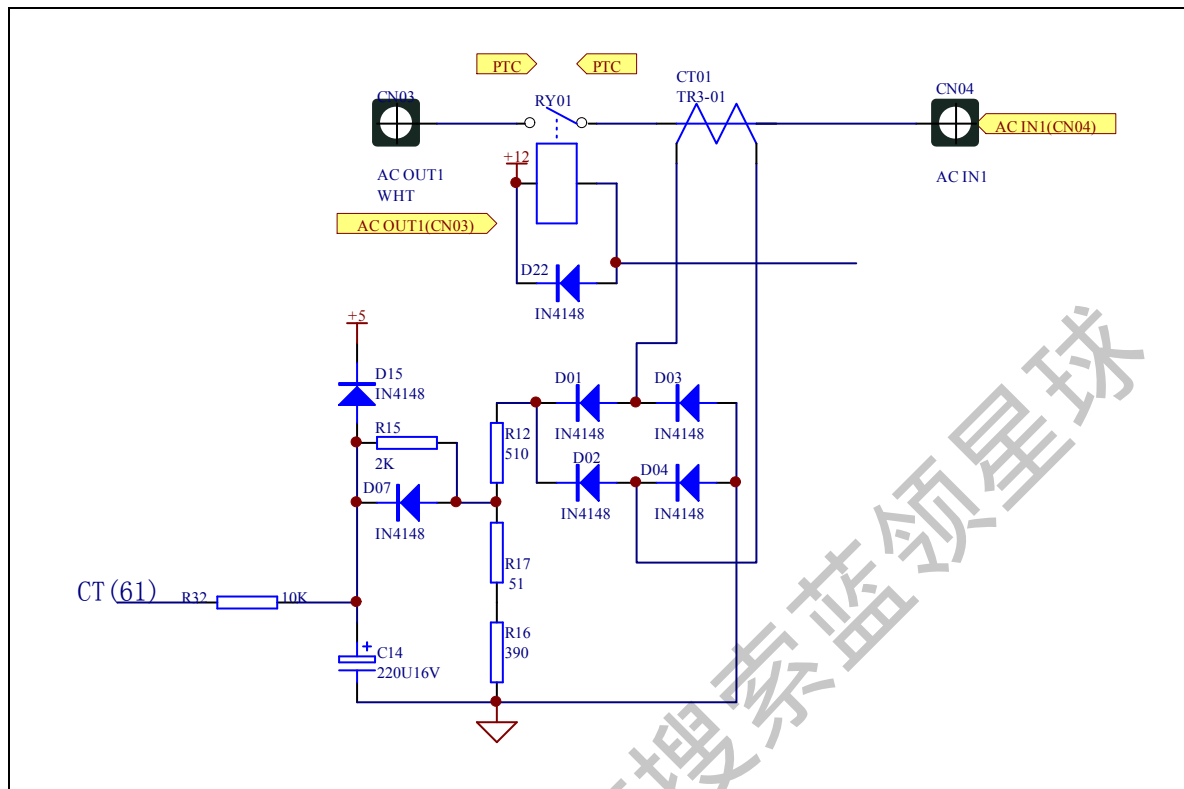 PTC
PTC
CT01
TR3-01
CN03
RY01
CN04
AC IN1(CN04)
+12
AC OUT1
WHT
AC IN1
AC OUT1(CN03)
D22
IN4148
+5
D15
IN4148
D01
D03
R15
R12
510
IN4148
IN4148
2K
D02
D04
D07
IN4148
IN4148
IN4148
R17
51
CT(61)
R32
10K
R16
390
C14
220U16V
搜索蓝领星球